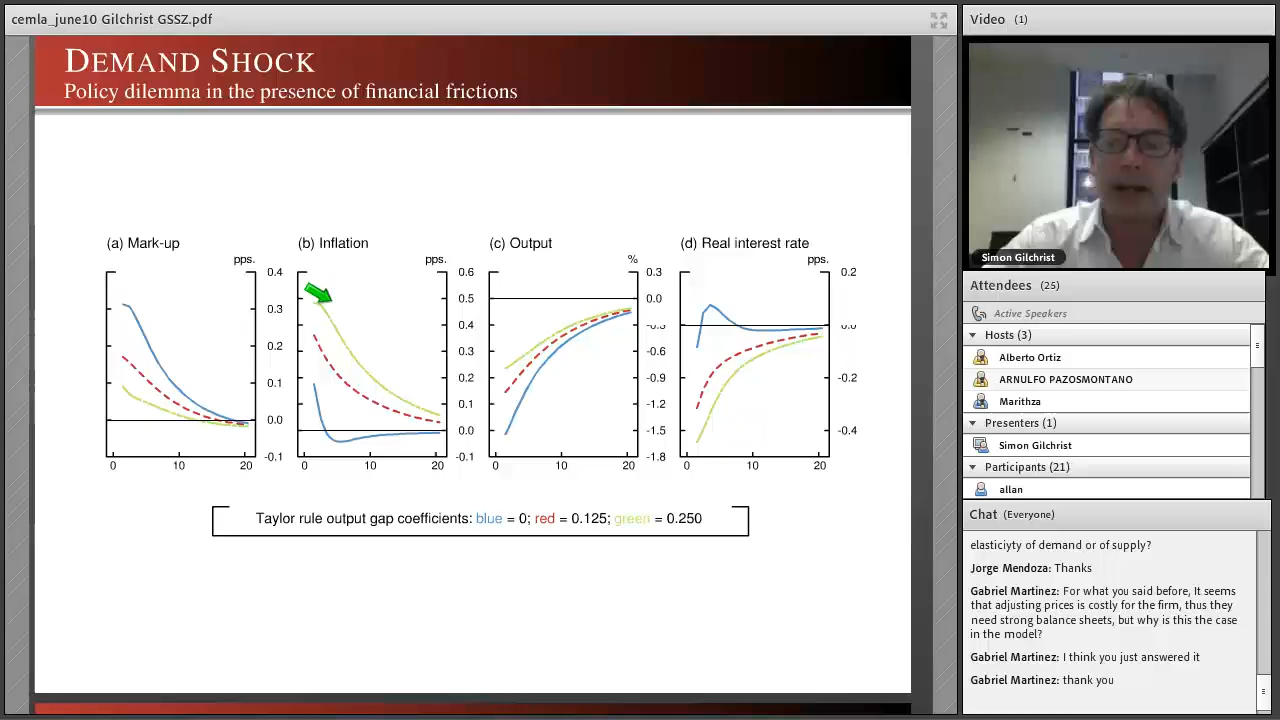 cemla_june10 Gilchrist GSSZ.pdf
DEMAND SHOCK
Policy dilemma in the presence of financial frictions
(a) Mark-up
pps.
0.4
0.3
0.2
0.1
0.0
-0.1
0
10
20
(b) Inflation
pps.
0.6
0.5
0.4
0.3
0.2
0.1
0.0
-0.1
0
10
20
(c) Output
%
0.3
0.0
-0.3
-0.6
-0.9
-1.2
-1.5
-1.8
0
10
20
(d) Real interest rate
pps.
0.2
0.0
-0.2
-0.4
0
10
20
Taylor rule output gap coefficients: blue = 0; red = 0.125; green = 0.250
Video (1)
Simon Gilchrist
Attendees (25)
Active Speakers
Hosts (3)
Alberto Ortiz
ARNULFO PAZOSMONTANO
Marithza
Presenters (1)
Simon Gilchrist
Participants (21)
allan
Chat (Everyone)
elasticiyty of demand or of supply?
Jorge Mendoza: Thanks
Gabriel Martinez: For what you said before, It seems
that adjusting prices is costly for the firm, thus they
need strong balance sheets, but why is this the case
in the model?
Gabriel Martinez: I think you just answered it
Gabriel Martinez: thank you